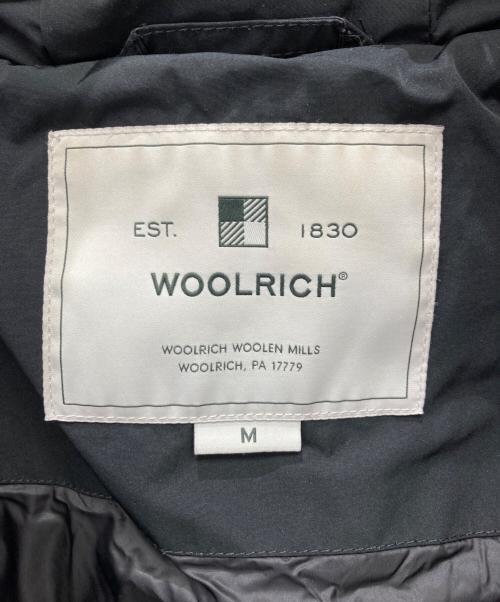 EST. 1830
WOOLRICH®
WOOLRICH WOOLEN MILLS
WOOLRICH, PA 17779
M